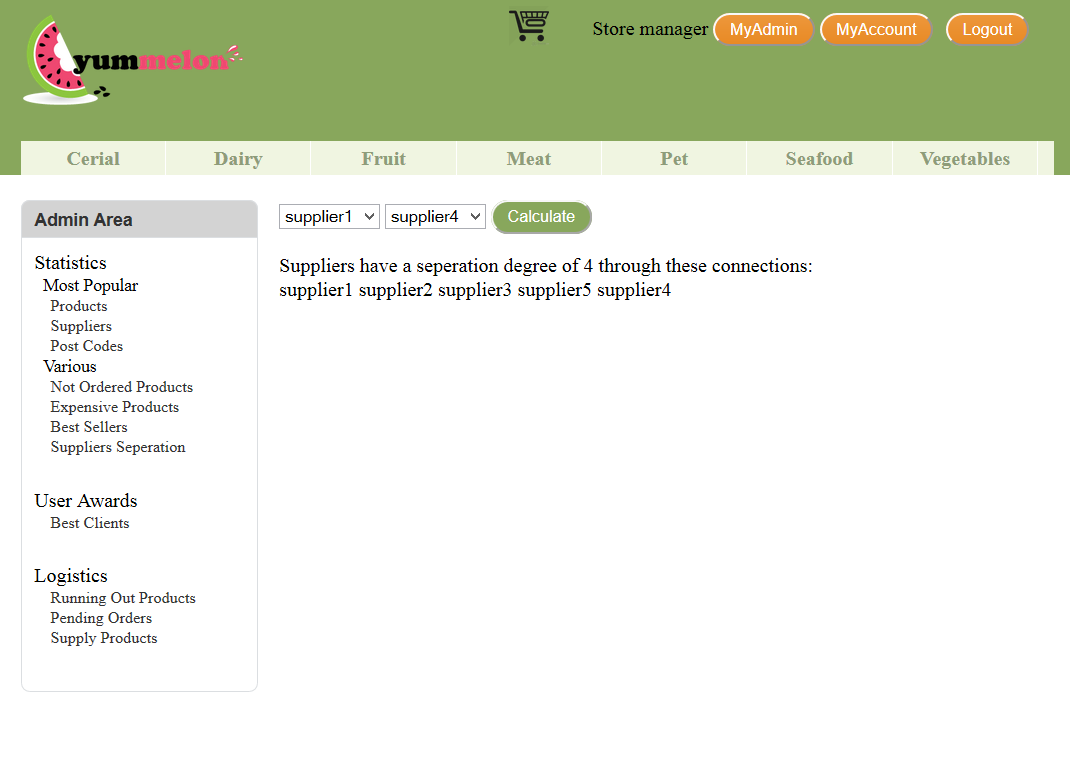 yummelon
Store manager MyAdmin MyAccount Logout
Cerial Dairy Fruit Meat Pet Seafood Vegetables
Admin Area
Statistics
Most Popular
Products
Suppliers
Post Codes
Various
Not Ordered Products
Expensive Products
Best Sellers
Suppliers Seperation
User Awards
Best Clients
Logistics
Running Out Products
Pending Orders
Supply Products
supplier1 supplier4 Calculate
Suppliers have a seperation degree of 4 through these connections:
supplier1 supplier2 supplier3 supplier5 supplier4